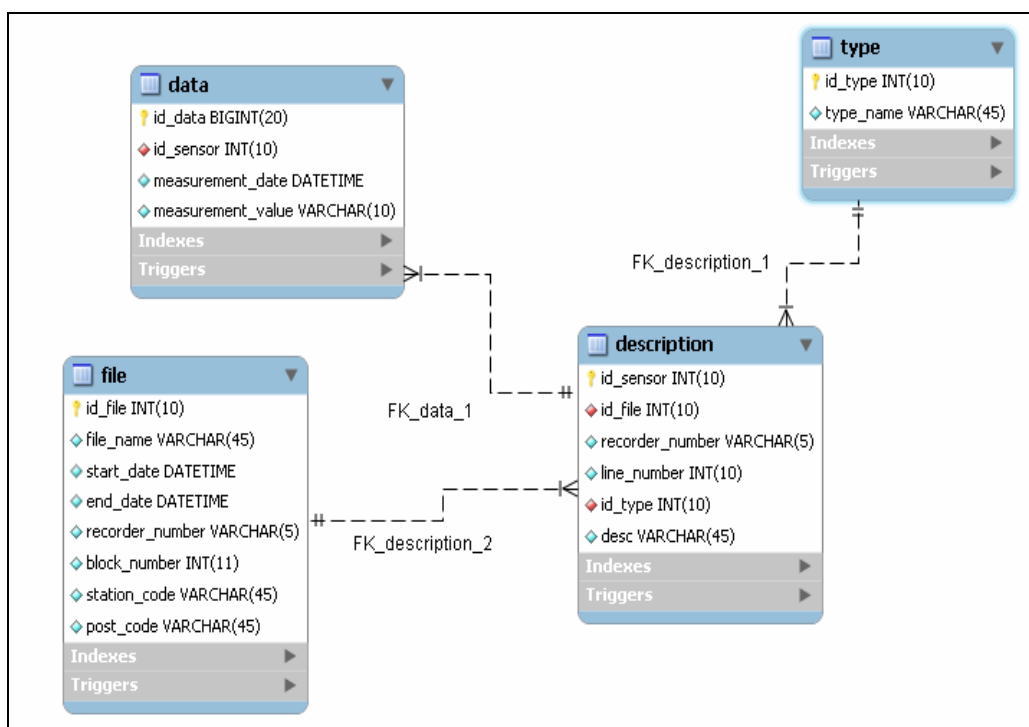 data
id_data BIGINT(20)
id_sensor INT(10)
measurement_date DATETIME
measurement_value VARCHAR(10)
Indexes
Triggers
type
id_type INT(10)
type_name VARCHAR(45)
Indexes
Triggers
FK_description_1
FK_data_1
file
id_file INT(10)
file_name VARCHAR(45)
start_date DATETIME
end_date DATETIME
recorder_number VARCHAR(5)
block_number INT(11)
station_code VARCHAR(45)
post_code VARCHAR(45)
Indexes
Triggers
FK_description_2
description
id_sensor INT(10)
id_file INT(10)
recorder_number VARCHAR(5)
line_number INT(10)
id_type INT(10)
desc VARCHAR(45)
Indexes
Triggers